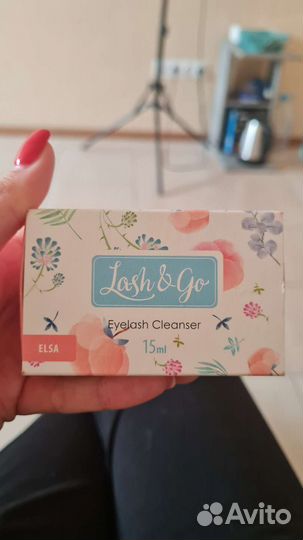 Lash & Go
Eyelash Cleanser
ELSA
15ml
Avito